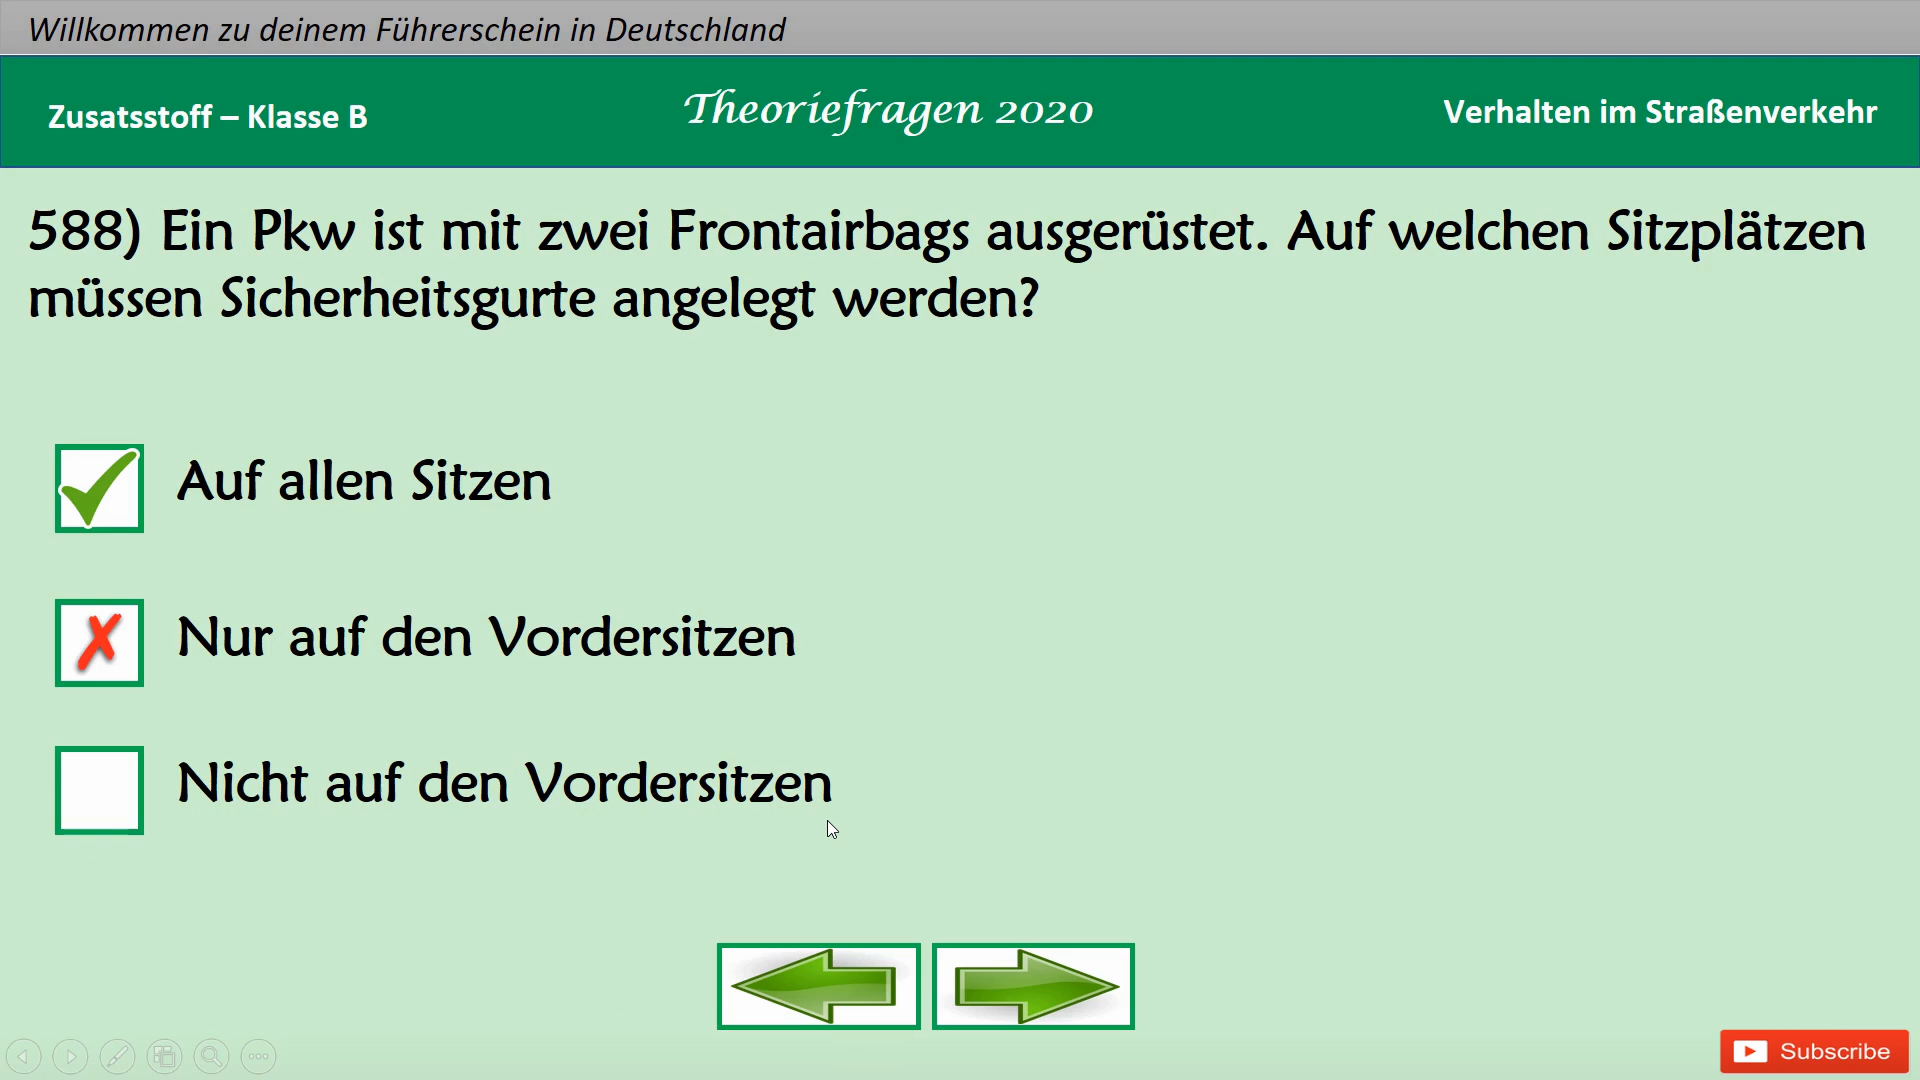 Willkommen zu deinem Führerschein in Deutschland
Zusatsstoff – Klasse B
Theoriefragen 2020
Verhalten im Straßenverkehr
588) Ein Pkw ist mit zwei Frontairbags ausgerüstet. Auf welchen Sitzplätzen
müssen Sicherheitsgurte angelegt werden?
Auf allen Sitzen
Nur auf den Vordersitzen
Nicht auf den Vordersitzen
Subscribe